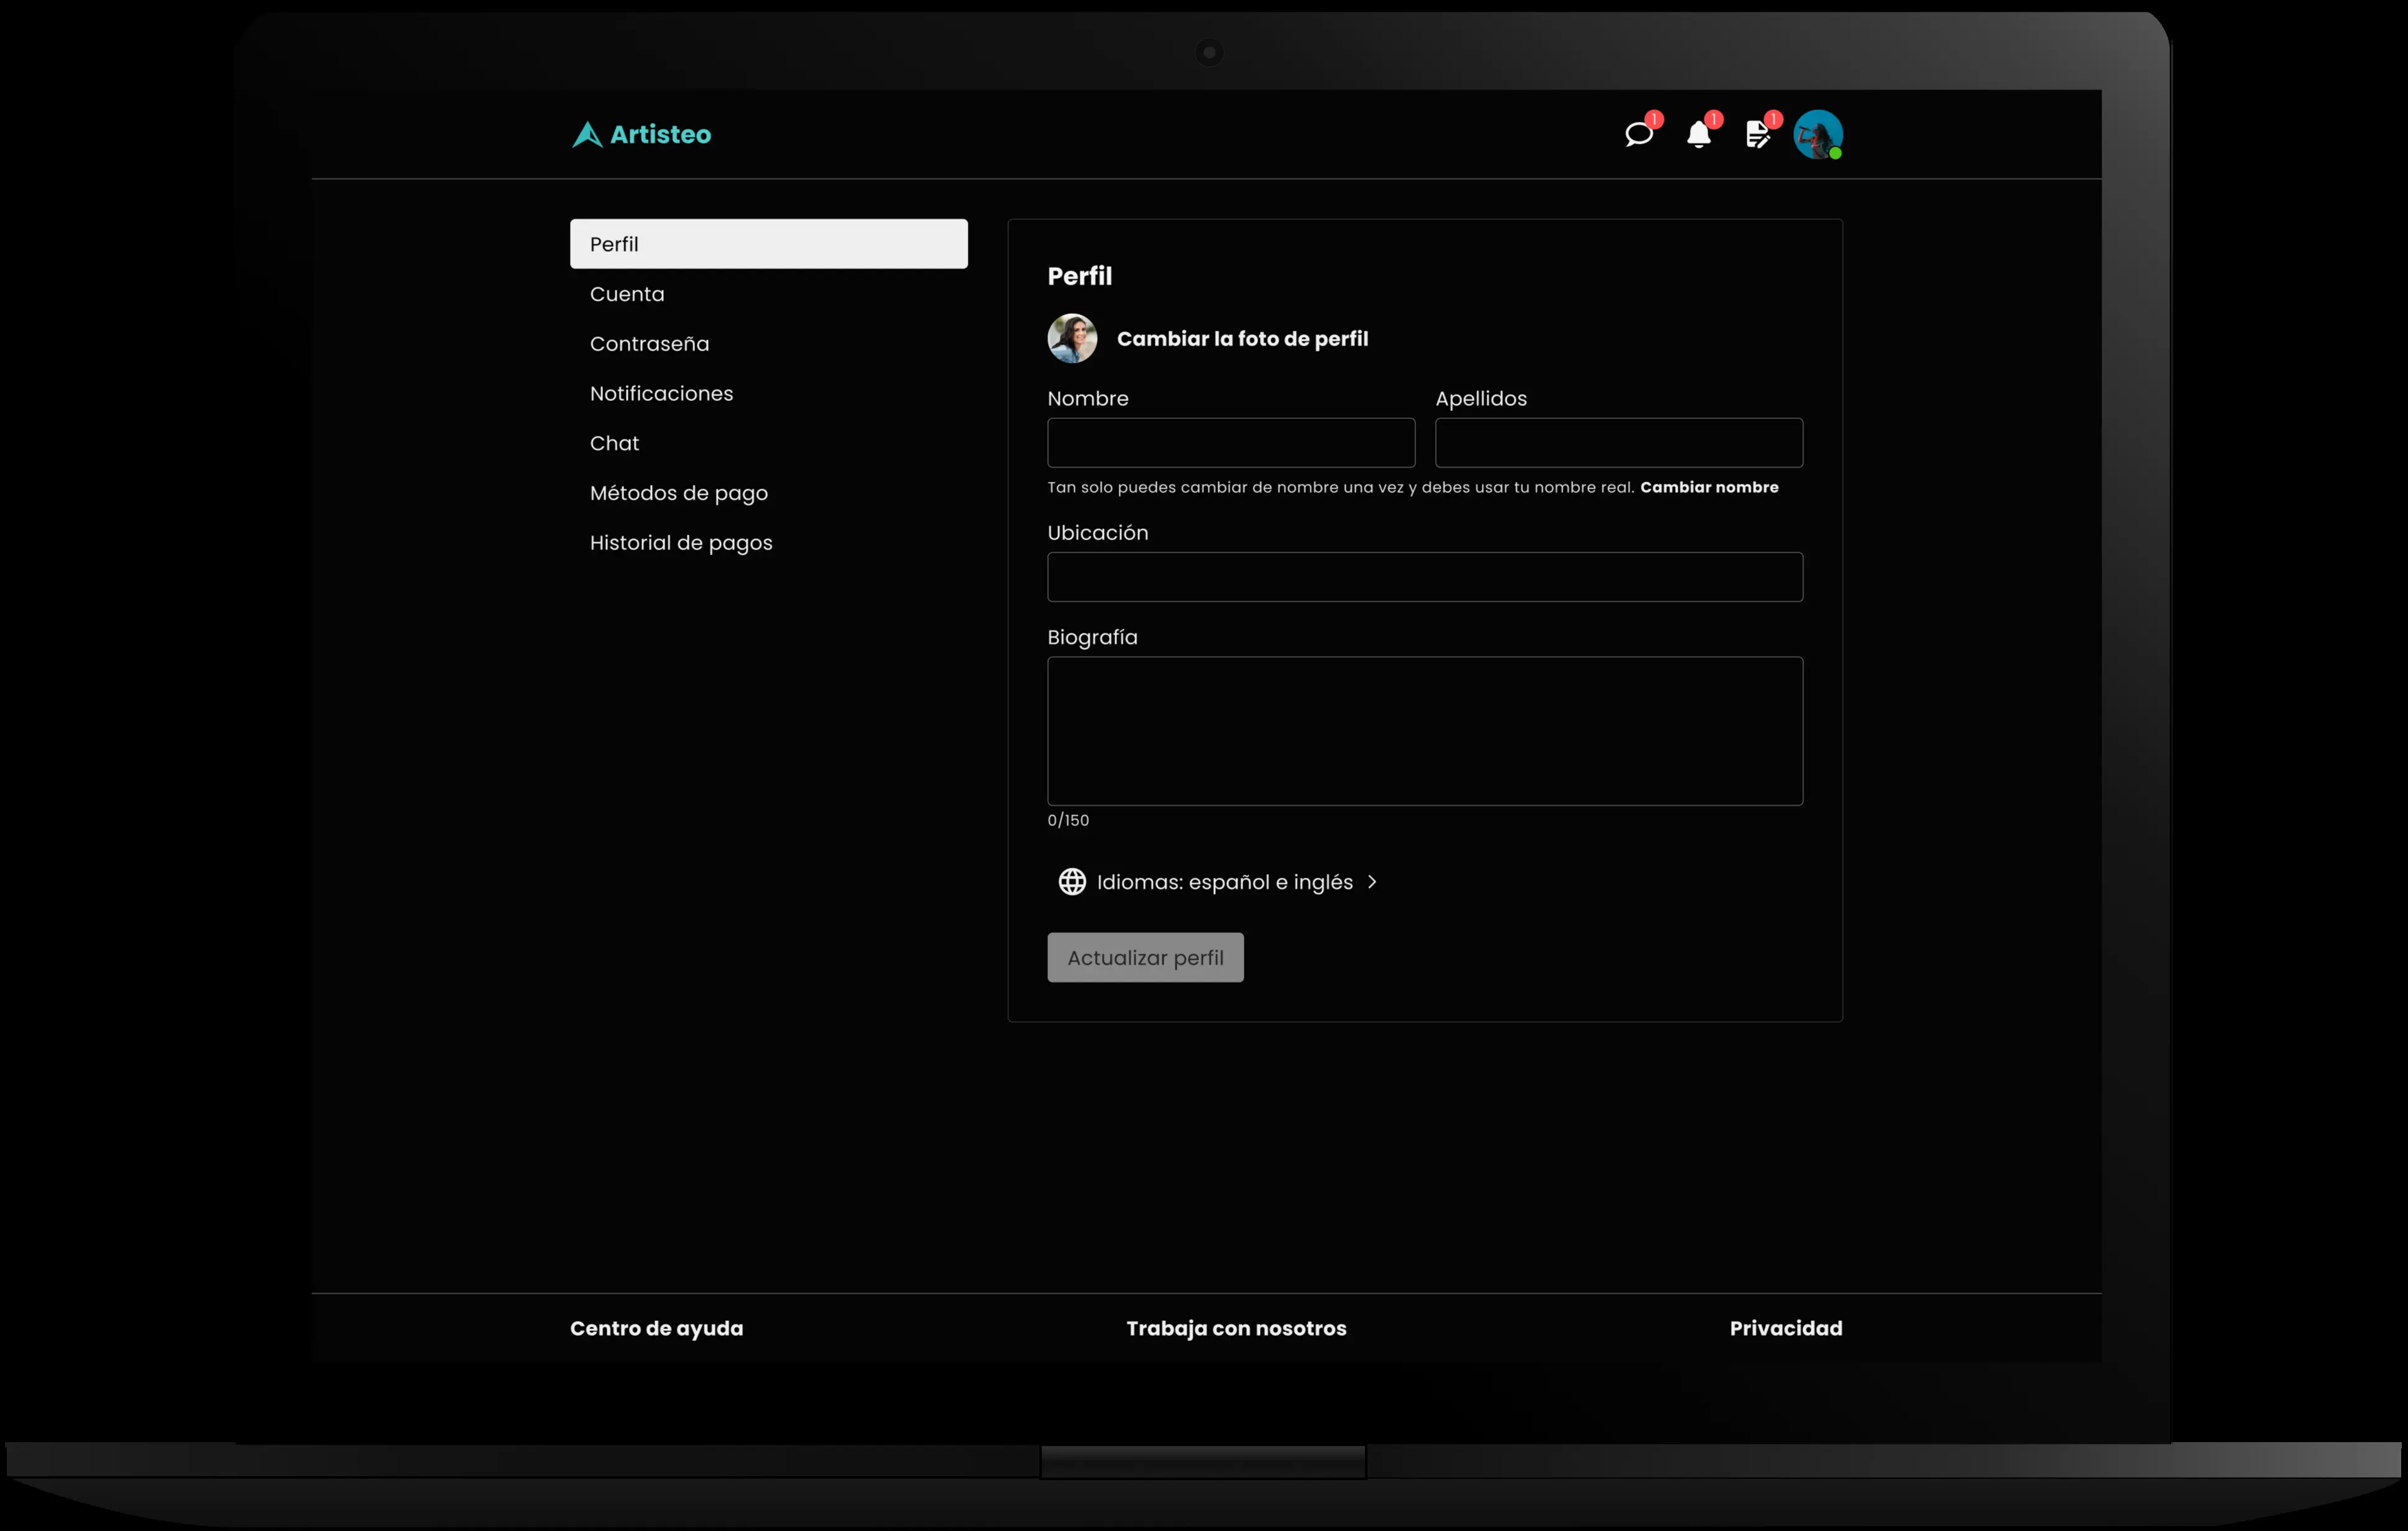 Artisteo
1
1
1
Perfil
Cuenta
Contraseña
Notificaciones
Chat
Métodos de pago
Historial de pagos
Perfil
Cambiar la foto de perfil
Nombre
Apellidos
Tan solo puedes cambiar de nombre una vez y debes usar tu nombre real. Cambiar nombre
Ubicación
Biografía
0/150
Idiomas: español e inglés
Actualizar perfil
Centro de ayuda
Trabaja con nosotros
Privacidad